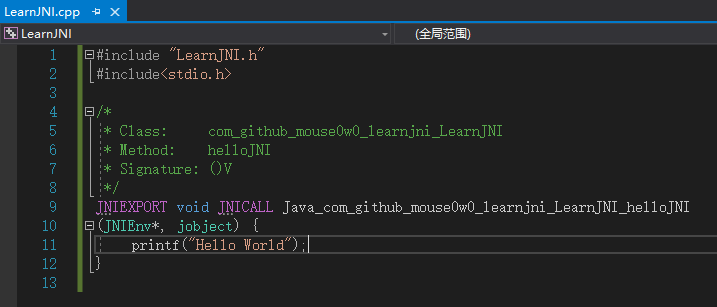 LearnJNI.cpp
LearnJNI (全局范围)
1 #include "LearnJNI.h"
2 #include<stdio.h>
3
4 /*
5 * Class: com_github_mouse0w0_learnjni_LearnJNI
6 * Method: helloJNI
7 * Signature: ()V
8 */
9 JNIEXPORT void JNICALL Java_com_github_mouse0w0_learnjni_LearnJNI_helloJNI
10 (JNIEnv*, jobject) {
11 printf("Hello World");
12 }
13